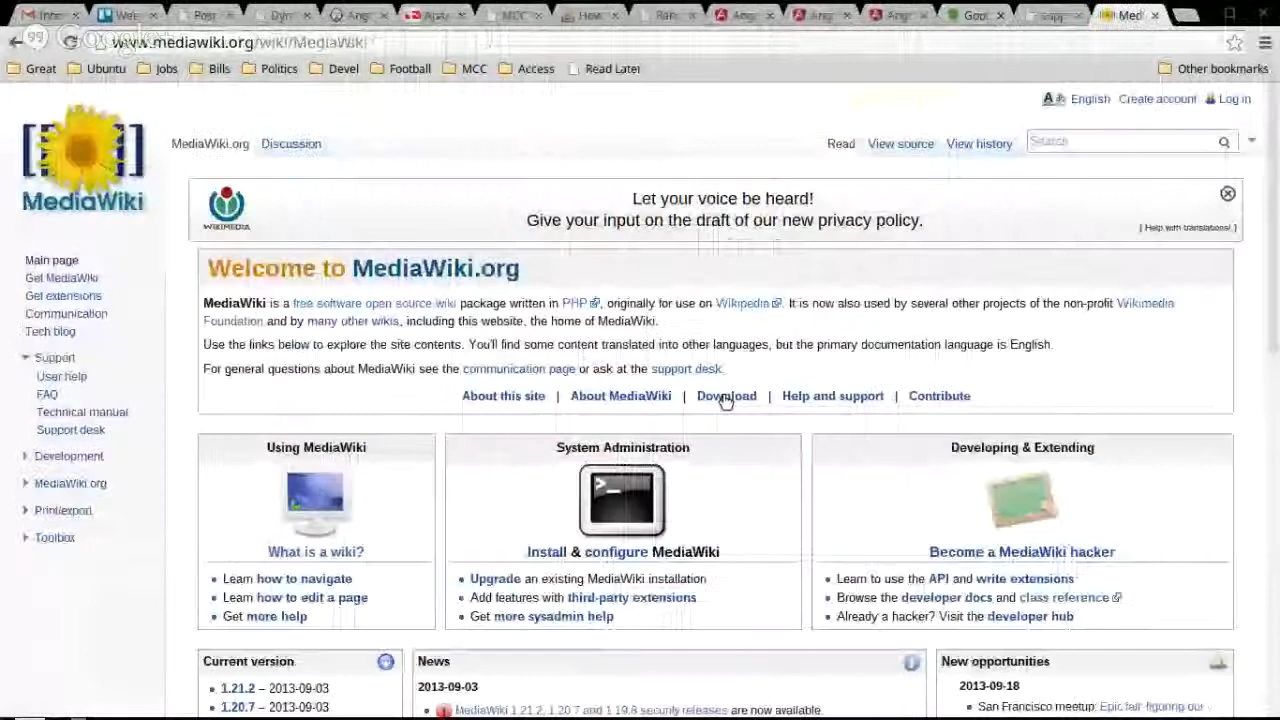 www.mediawiki.org/wiki/MediaWiki
Great Ubuntu Jobs Bills Politics Devel Football MCC Access Read Later Other bookmarks
English Create account Log in
MediaWiki.org Discussion Read View source View history Search
MediaWiki
Let your voice be heard!
Give your input on the draft of our new privacy policy.
WIKIMEDIA
[ Help with translations! ]
Main page
Get MediaWiki
Get extensions
Communication
Tech blog
Support
User help
FAQ
Technical manual
Support desk
Development
MediaWiki.org
Print/export
Toolbox
Welcome to MediaWiki.org
MediaWiki is a free software open source wiki package written in PHP, originally for use on Wikipedia. It is now also used by several other projects of the non-profit Wikimedia
Foundation and by many other wikis, including this website, the home of MediaWiki.
Use the links below to explore the site contents. You'll find some content translated into other languages, but the primary documentation language is English.
For general questions about MediaWiki see the communication page or ask at the support desk.
About this site | About MediaWiki | Download | Help and support | Contribute
Using MediaWiki
What is a wiki?
• Learn how to navigate
• Learn how to edit a page
• Get more help
System Administration
Install & configure MediaWiki
• Upgrade an existing MediaWiki installation
• Add features with third-party extensions
• Get more sysadmin help
Developing & Extending
Become a MediaWiki hacker
• Learn to use the API and write extensions
• Browse the developer docs and class reference
• Already a hacker? Visit the developer hub
Current version
• 1.21.2 – 2013-09-03
• 1.20.7 – 2013-09-03
News
2013-09-03
• MediaWiki 1.21.2, 1.20.7 and 1.19.8 security releases are now available.
New opportunities
2013-09-18
• San Francisco meetup: Epic fail figuring our